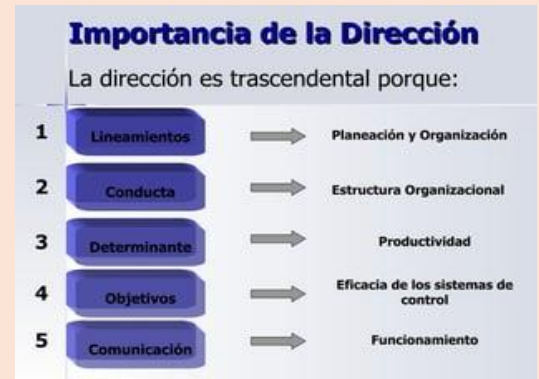 Importancia de la Dirección
La dirección es trascendental porque:
1 Lineamientos Planeación y Organización
2 Conducta Estructura Organizacional
3 Determinante Productividad
4 Objetivos Eficacia de los sistemas de
control
5 Comunicación Funcionamiento